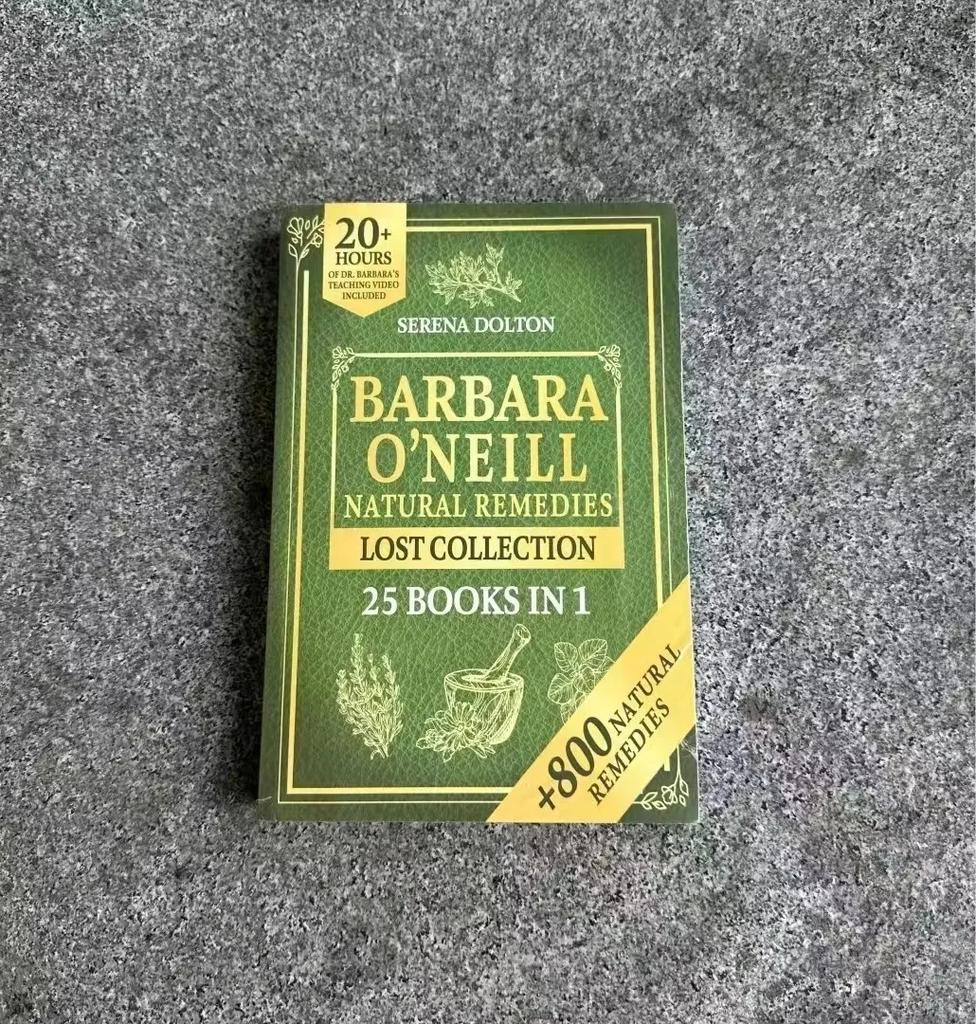 20+
HOURS
OF DR. BARBARA'S
TEACHING VIDEO
INCLUDED
SERENA DOLTON
BARBARA
O'NEILL
NATURAL REMEDIES
LOST COLLECTION
25 BOOKS IN 1
+800 NATURAL
REMEDIES